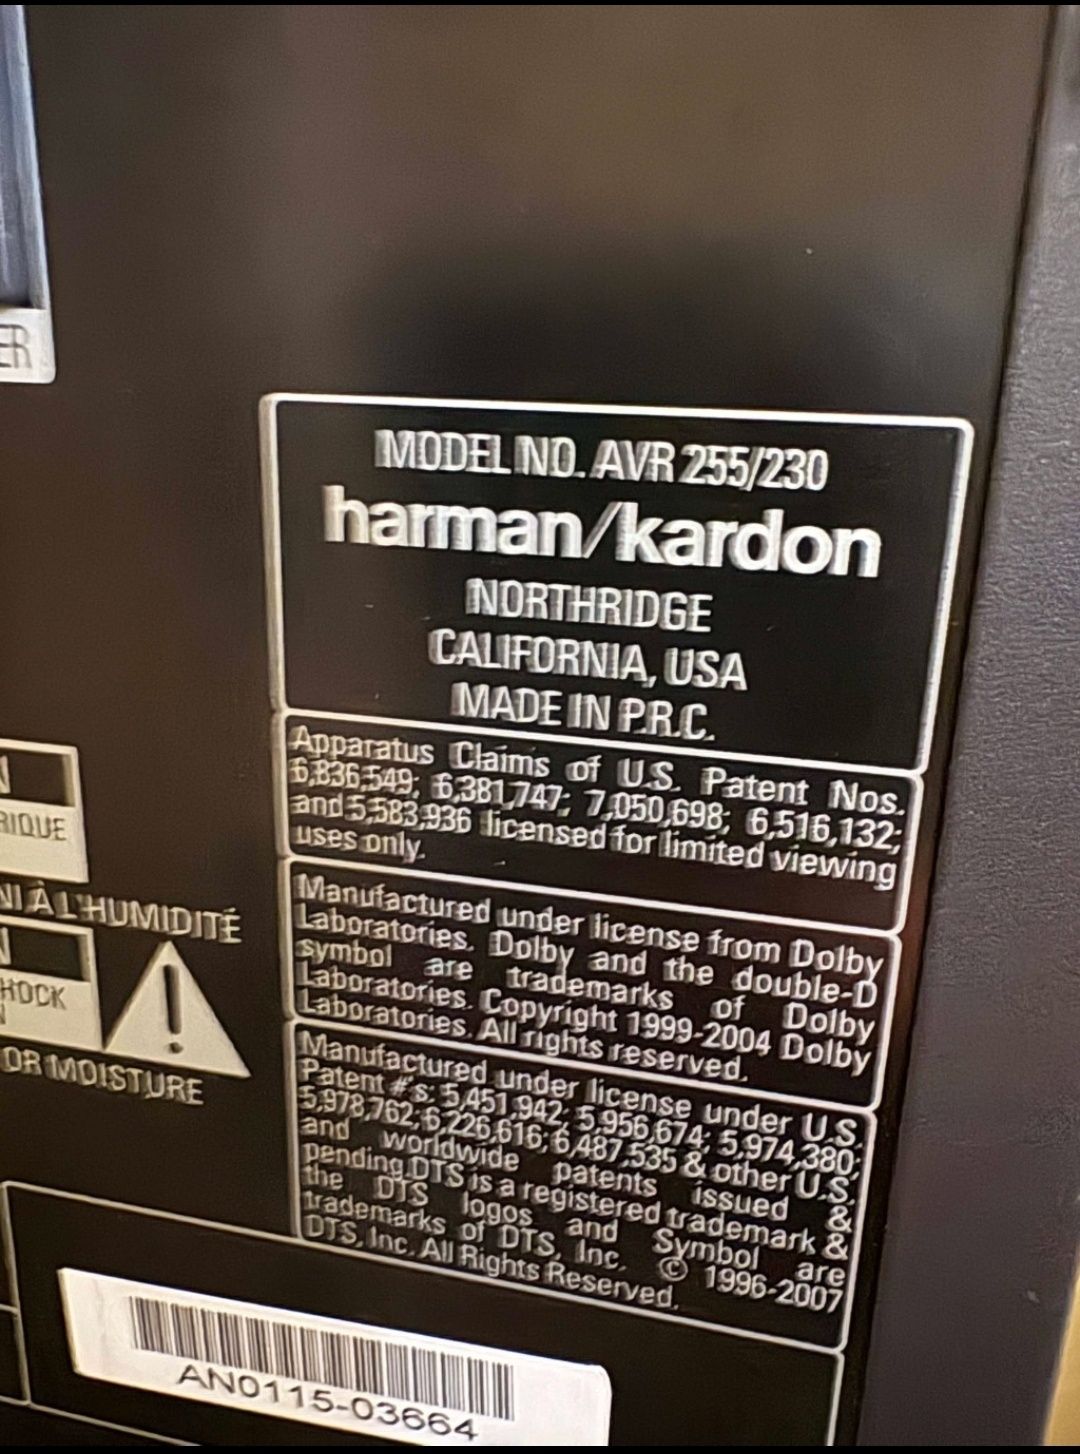 ER
MODEL NO. AVR 255/230
harman/kardon
NORTHRIDGE
CALIFORNIA, USA
MADE IN P.R.C.
Apparatus Claims of U.S. Patent Nos.
6,836,549; 6,381,747; 7,050,698; 6,516,132;
and 5,583,936 licensed for limited viewing
uses only.
Manufactured under license from Dolby
Laboratories. Dolby and the double-D
symbol are trademarks of Dolby
Laboratories. Copyright 1999-2004 Dolby
Laboratories. All rights reserved.
Manufactured under license under U.S.
Patent #'s: 5,451,942; 5,956,674; 5,974,380;
5,978,762; 6,226,616; 6,487,535 & other U.S.
and worldwide patents issued &
pending.DTS is a registered trademark &
the DTS logos and Symbol are
trademarks of DTS, Inc. © 1996-2007
DTS, Inc. All Rights Reserved.
N
RIQUE
NI À L'HUMIDITÉ
N
HOCK
N
OR MOISTURE
!
AN0115-03664